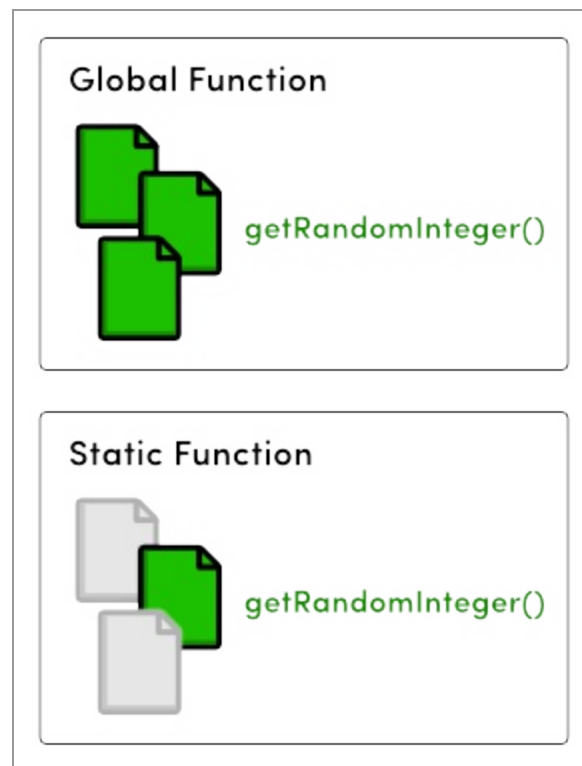 Global Function
getRandomInteger()
Static Function
getRandomInteger()